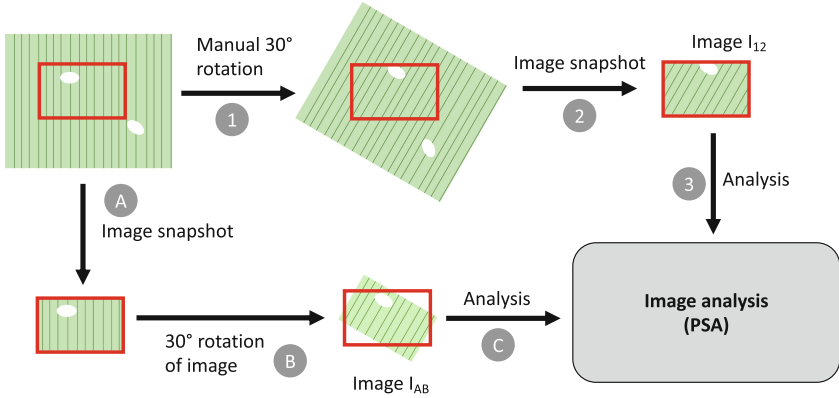 Manual 30°
rotation
1
Image snapshot
2
Image I12
3
Analysis
A
Image snapshot
30° rotation
of image
B
Image IAB
Analysis
C
Image analysis
(PSA)